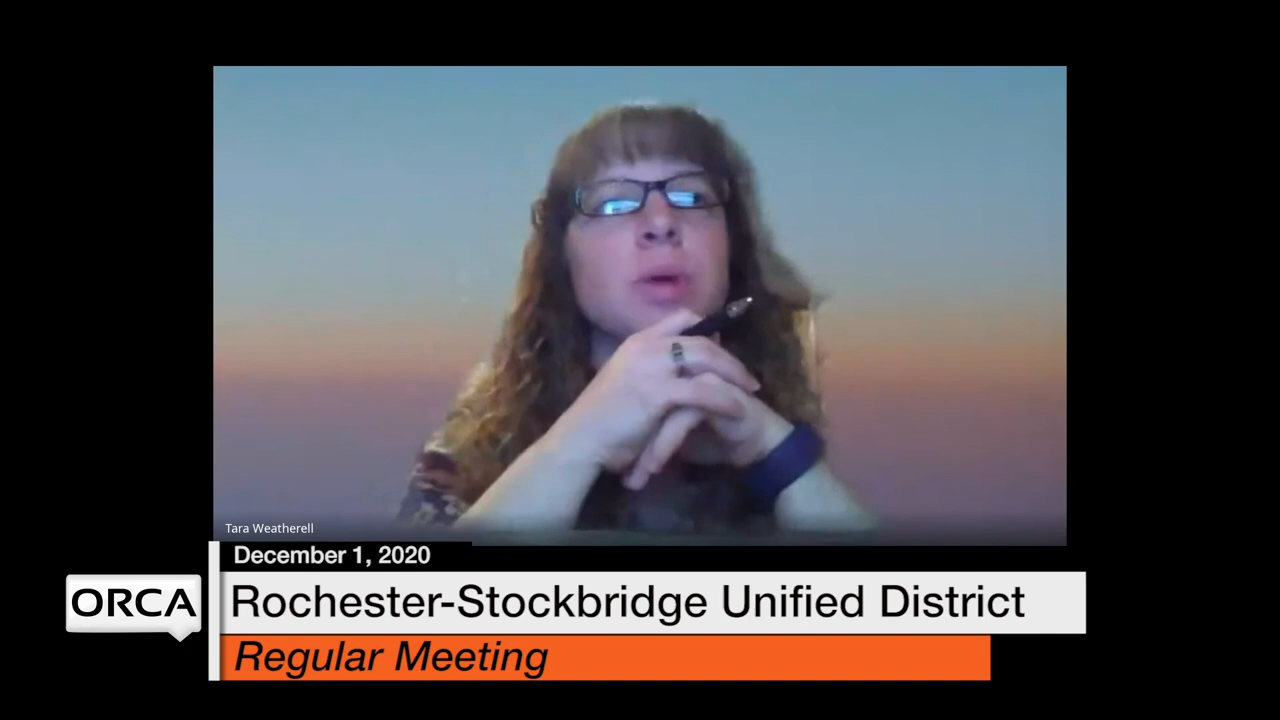 Tara Weatherell
December 1, 2020
ORCA
Rochester-Stockbridge Unified District
Regular Meeting